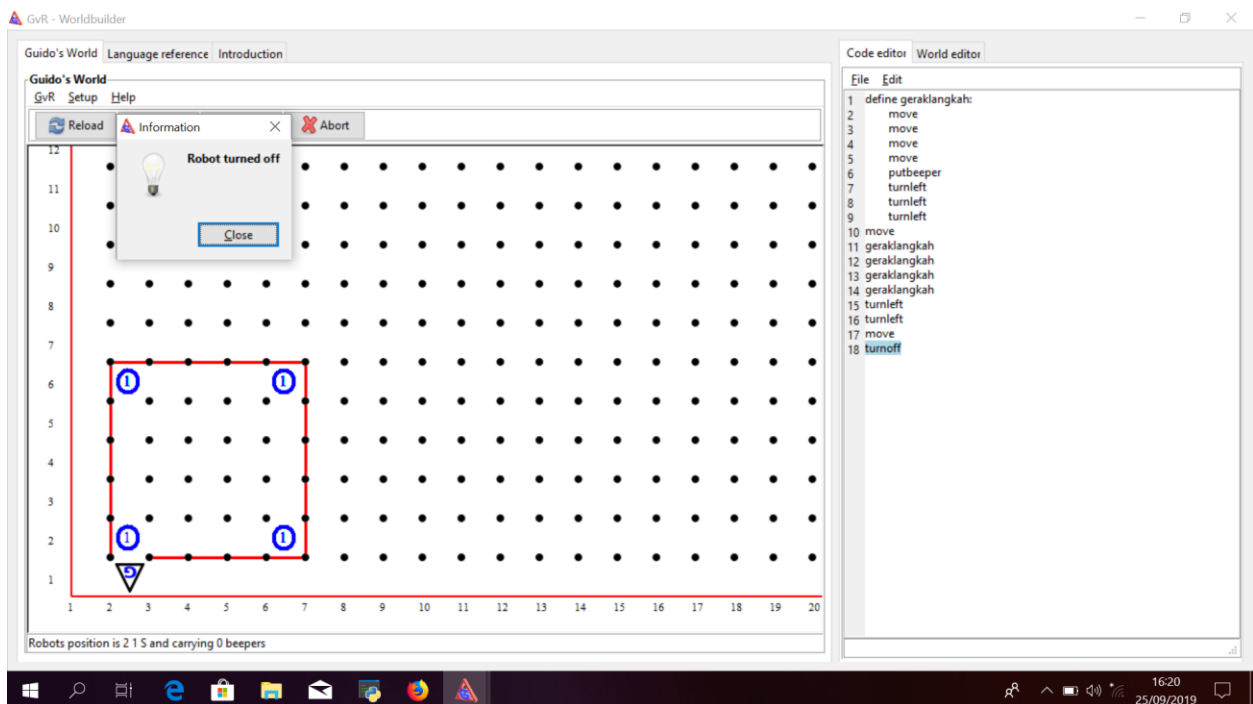 GvR - Worldbuilder
Guido's World Language reference Introduction
Guido's World
GvR Setup Help
Reload Abort
Information
Robot turned off
Close
12
11
10
9
8
7
6
5
4
3
2
1
1 2 3 4 5 6 7 8 9 10 11 12 13 14 15 16 17 18 19 20
1 1
1 1
G
Robots position is 2 1 S and carrying 0 beepers
Code editor World editor
File Edit
1 define geraklangkah:
2 move
3 move
4 move
5 move
6 putbeeper
7 turnleft
8 turnleft
9 turnleft
10 move
11 geraklangkah
12 geraklangkah
13 geraklangkah
14 geraklangkah
15 turnleft
16 turnleft
17 move
18 turnoff
16:20
25/09/2019